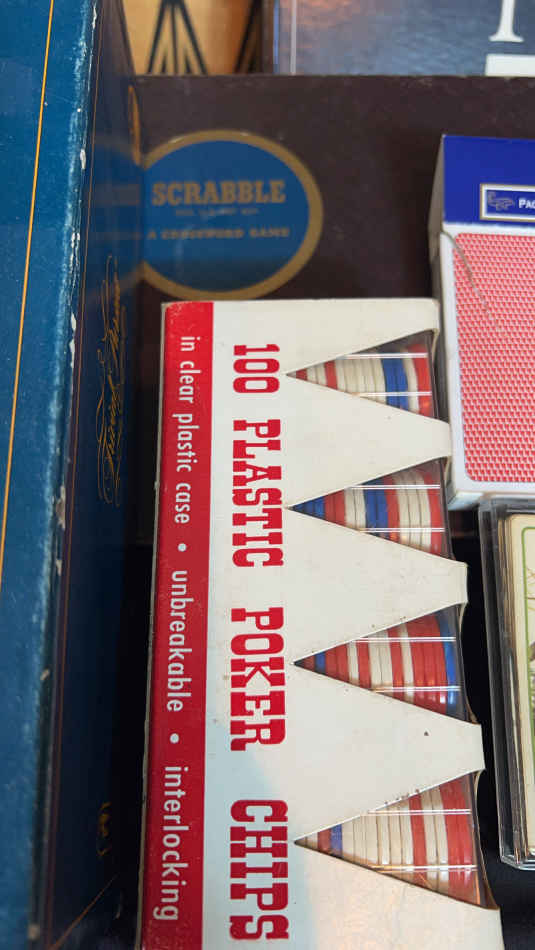 SCRABBLE
A CROSSWORD GAME
100 PLASTIC POKER CHIPS
in clear plastic case • unbreakable • interlocking